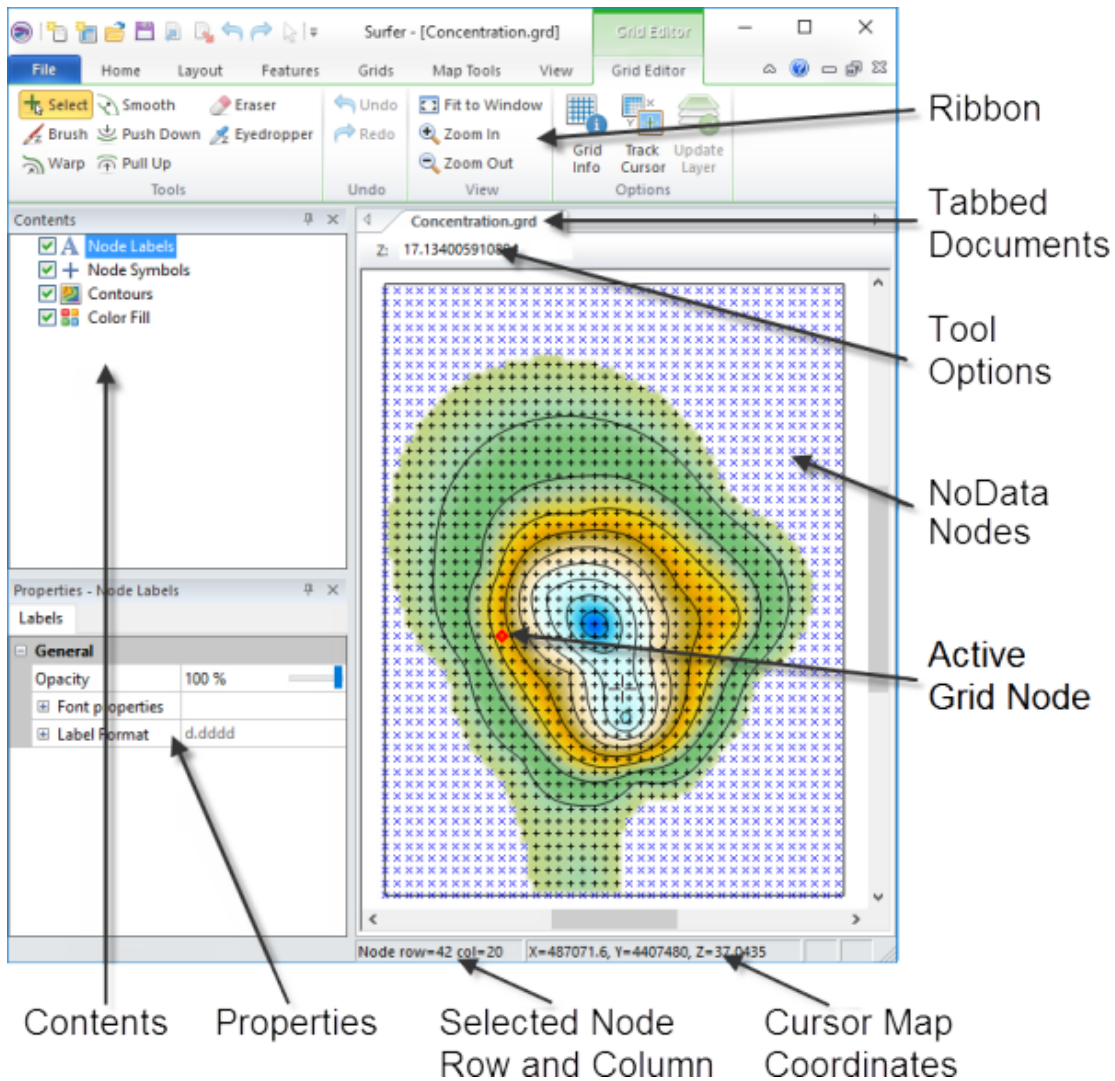 Surfer - [Concentration.grd]
Grid Editor
File Home Layout Features Grids Map Tools View Grid Editor
Select Smooth Eraser Undo Fit to Window
Brush Push Down Eyedropper Redo Zoom In
Warp Pull Up Zoom Out
Grid Info
Track Cursor
Update Layer
Tools Undo View Options
Ribbon
Contents
Node Labels
Node Symbols
Contours
Color Fill
Concentration.grd
Z:
Tabbed
Documents
Tool
Options
NoData
Nodes
Active
Grid Node
Properties - Node Labels
Labels
General
Opacity 100 %
Font properties
Label Format d.dddd
Node row=42 col=20 X=487071.6, Y=4407480, Z=37.0435
Contents
Properties
Selected Node
Row and Column
Cursor Map
Coordinates